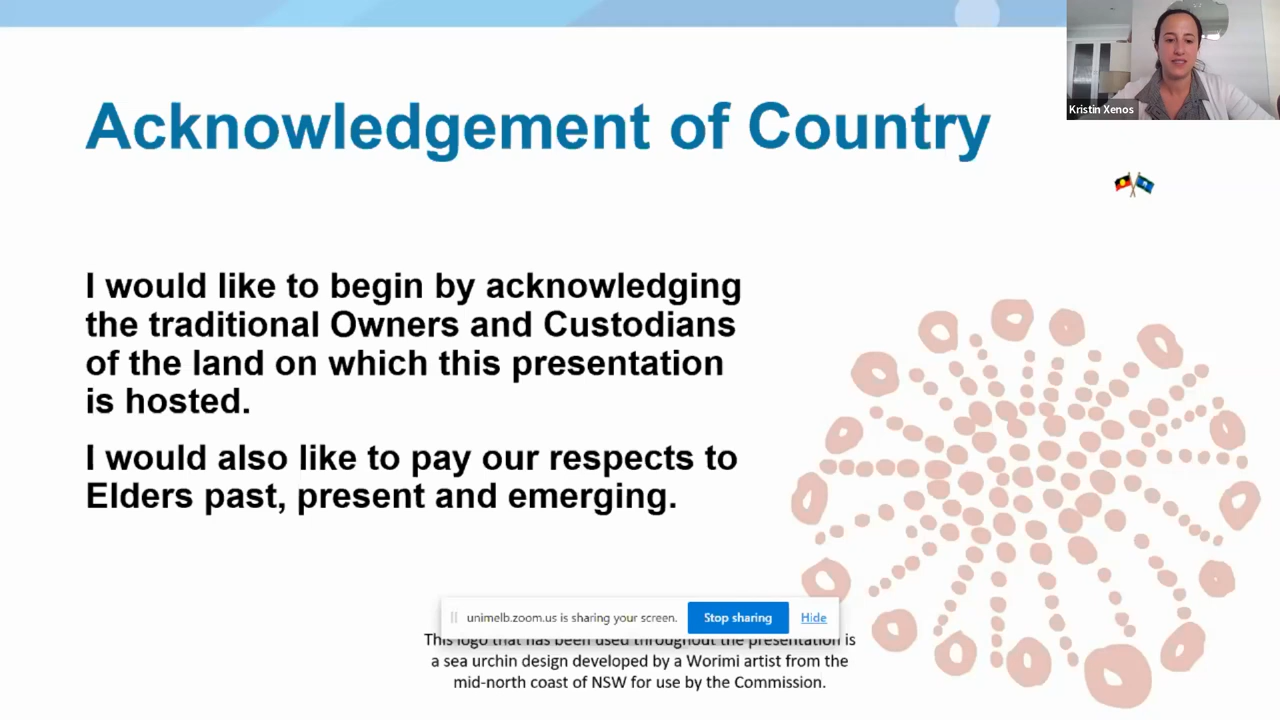 Acknowledgement of Country
Kristin Xenos
I would like to begin by acknowledging
the traditional Owners and Custodians
of the land on which this presentation
is hosted.
I would also like to pay our respects to
Elders past, present and emerging.
unimelb.zoom.us is sharing your screen.
Stop sharing
Hide
This logo that has been used throughout the presentation is
a sea urchin design developed by a Worimi artist from the
mid-north coast of NSW for use by the Commission.